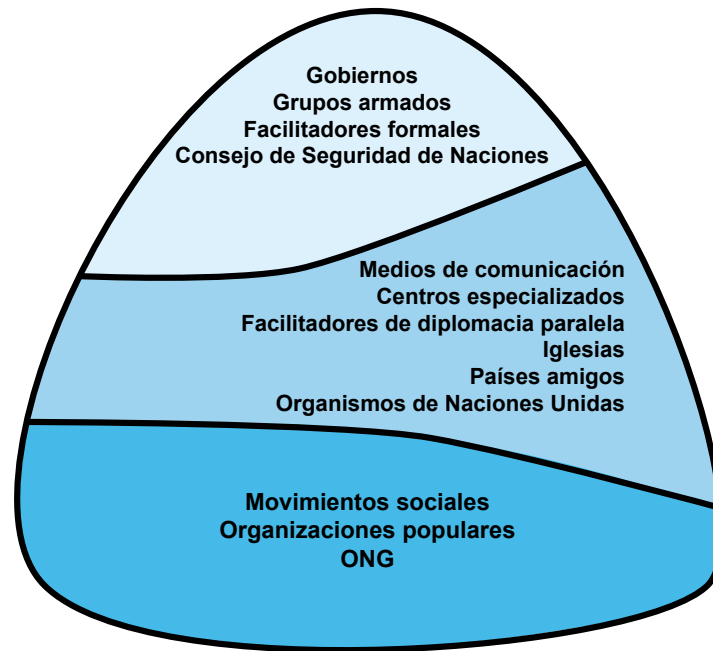 Gobiernos
Grupos armados
Facilitadores formales
Consejo de Seguridad de Naciones
Medios de comunicación
Centros especializados
Facilitadores de diplomacia paralela
Iglesias
Países amigos
Organismos de Naciones Unidas
Movimientos sociales
Organizaciones populares
ONG